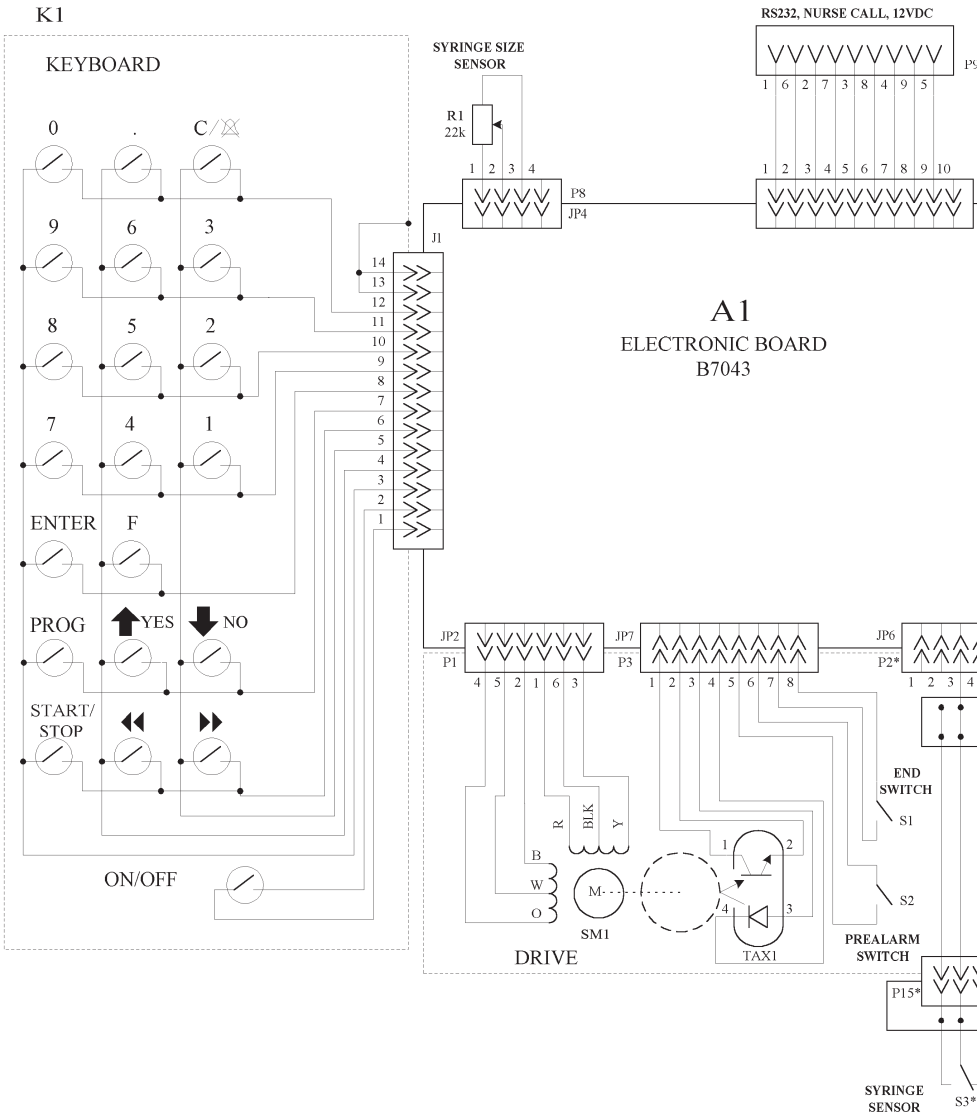 K1
KEYBOARD
0 . C/
9 6 3
8 5 2
7 4 1
ENTER F
PROG YES NO
START/
STOP
ON/OFF
SYRINGE SIZE
SENSOR
R1
22k
1 2 3 4
P8
JP4
RS232, NURSE CALL, 12VDC
P9
1 6 2 7 3 8 4 9 5
1 2 3 4 5 6 7 8 9 10
J1
14
13
12
11
10
9
8
7
6
5
4
3
2
1
A1
ELECTRONIC BOARD
B7043
JP2
P1
4 5 2 1 6 3
JP7
P3
1 2 3 4 5 6 7 8
JP6
P2*
1 2 3 4
END
SWITCH
S1
R BLK Y
B
W
O
M
SM1
1 2
4 3
TAX1
S2
PREALARM
SWITCH
DRIVE
P15*
SYRINGE
SENSOR
S3*